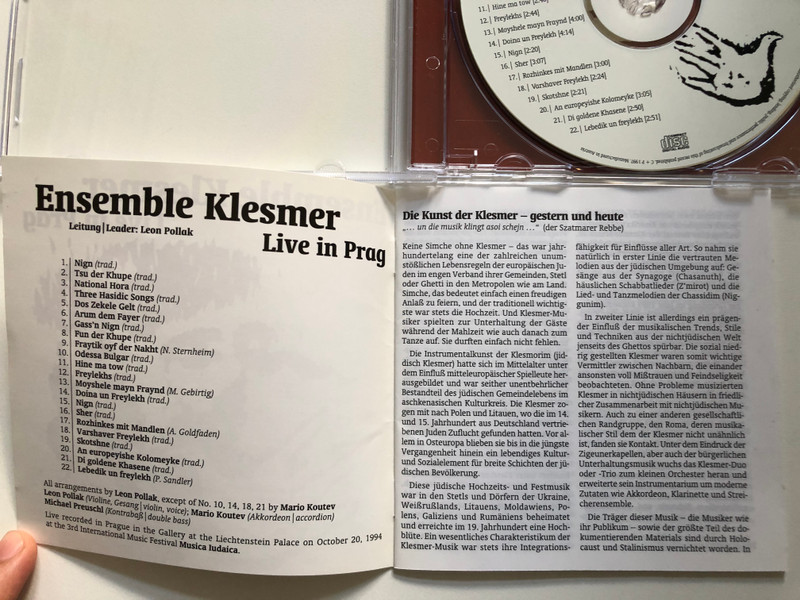 11.| Hine ma tow [2:48]
12.| Freylekhs [2:44]
13.| Moyshele mayn Fraynd [4:00]
14.| Doina un Freylekh [4:14]
15.| Nign [2:20]
16.| Sher [3:07]
17.| Rozhinkes mit Mandlen [3:00]
18.| Varshaver Freylekh [2:24]
19.| Skotshne [2:21]
20.| An europeyishe Kolomeyke [3:05]
21.| Di goldene Khasene [2:50]
22.| Lebedik un freylekh [2:51]
Ensemble Klesmer
Leitung|Leader: Leon Pollak
Live in Prag
1.| Nign (trad.)
2.| Tsu der Khupe (trad.)
3.| National Hora (trad.)
4.| Three Hasidic Songs (trad.)
5.| Dos Zekele Gelt (trad.)
6.| Arum dem Fayer (trad.)
7.| Gass'n Nign (trad.)
8.| Fun der Khupe (trad.)
9.| Fraytik oyf der Nakht (N. Sternheim)
10.| Odessa Bulgar (trad.)
11.| Hine ma tow (trad.)
12.| Freylekhs (trad.)
13.| Moyshele mayn Fraynd (M. Gebirtig)
14.| Doina un Freylekh (trad.)
15.| Nign (trad.)
16.| Sher (trad.)
17.| Rozhinkes mit Mandlen (A. Goldfaden)
18.| Varshaver Freylekh (trad.)
19.| Skotshne (trad.)
20.| An europeyishe Kolomeyke (trad.)
21.| Di goldene Khasene (trad.)
22.| Lebedik un freylekh (P. Sandler)
All arrangements by Leon Pollak, except of No. 10, 14, 18, 21 by Mario Koutev
Leon Pollak (Violine, Gesang|violin, voice); Mario Koutev (Akkordeon|accordion)
Michael Preuschl (Kontrabaß|double bass)
Live recorded in Prague in the Gallery at the Liechtenstein Palace on October 20, 1994
at the 3rd International Music Festival Musica Iudaica.
Die Kunst der Klesmer – gestern und heute
„… un die musik klingt asoi schejn …“ (der Szatmarer Rebbe)
Keine Simche ohne Klesmer – das war jahr-
hundertelang eine der zahlreichen unum-
stößlichen Lebensregeln der europäischen Ju-
den im engen Verband ihrer Gemeinden, Stetl
oder Ghetti in den Metropolen wie am Land.
Simche, das bedeutet einfach einen freudigen
Anlaß zu feiern, und der traditionell wichtig-
ste war stets die Hochzeit. Und Klesmer-Mu-
siker spielten zur Unterhaltung der Gäste
während der Mahlzeit wie auch danach zum
Tanze auf. Sie durften einfach nicht fehlen.
Die Instrumentalkunst der Klesmorim (jid-
disch Klesmer) hatte sich im Mittelalter unter
dem Einfluß mitteleuropäischer Spielleute her-
ausgebildet und war seither unentbehrlicher
Bestandteil des jüdischen Gemeindelebens im
aschkenasischen Kulturkreis. Die Klesmer zo-
gen mit nach Polen und Litauen, wo die im 14.
und 15. Jahrhundert aus Deutschland vertrie-
benen Juden Zuflucht gefunden hatten. Vor al-
lem in Osteuropa blieben sie bis in die jüngste
Vergangenheit hinein ein lebendiges Kultur-
und Sozialelement für breite Schichten der jü-
dischen Bevölkerung.
Diese jüdische Hochzeits- und Festmusik
war in den Stetls und Dörfern der Ukraine,
Weißrußlands, Litauens, Moldawiens, Po-
lens, Galiziens und Rumäniens beheimatet
und erreichte im 19. Jahrhundert eine Hoch-
blüte. Ein wesentliches Charakteristikum der
Klesmer-Musik war stets ihre Integrations-
fähigkeit für Einflüsse aller Art. So nahm sie
natürlich in erster Linie die vertrauten Me-
lodien aus der jüdischen Umgebung auf: Ge-
sänge aus der Synagoge (Chasanuth), die
häuslichen Schabbatlieder (Z'mirot) und die
Lied- und Tanzmelodien der Chassidim (Nig-
gunim).
In zweiter Linie ist allerdings ein prägen-
der Einfluß der musikalischen Trends, Stile
und Techniken aus der nichtjüdischen Welt
jenseits des Ghettos spürbar. Die sozial nied-
rig gestellten Klesmer waren somit wichtige
Vermittler zwischen Nachbarn, die einander
ansonsten voll Mißtrauen und Feindseligkeit
beobachteten. Ohne Probleme musizierten
Klesmer in nichtjüdischen Häusern in friedli-
cher Zusammenarbeit mit nichtjüdischen Mu-
sikern. Auch zu einer anderen gesellschaftli-
chen Randgruppe, den Roma, deren musika-
lischer Stil dem der Klesmer nicht unähnlich
ist, fanden sie Kontakt. Unter dem Eindruck der
Zigeunerkapellen, aber auch der bürgerlichen
Unterhaltungsmusik wuchs das Klesmer-Duo
oder -Trio zum kleinen Orchester heran und
erweiterte sein Instrumentarium um moderne
Zutaten wie Akkordeon, Klarinette und Strei-
cherensemble.
Die Träger dieser Musik – die Musiker wie
ihr Publikum – sowie der größte Teil des do-
kumentierenden Materials sind durch Holo-
caust und Stalinismus vernichtet worden. In